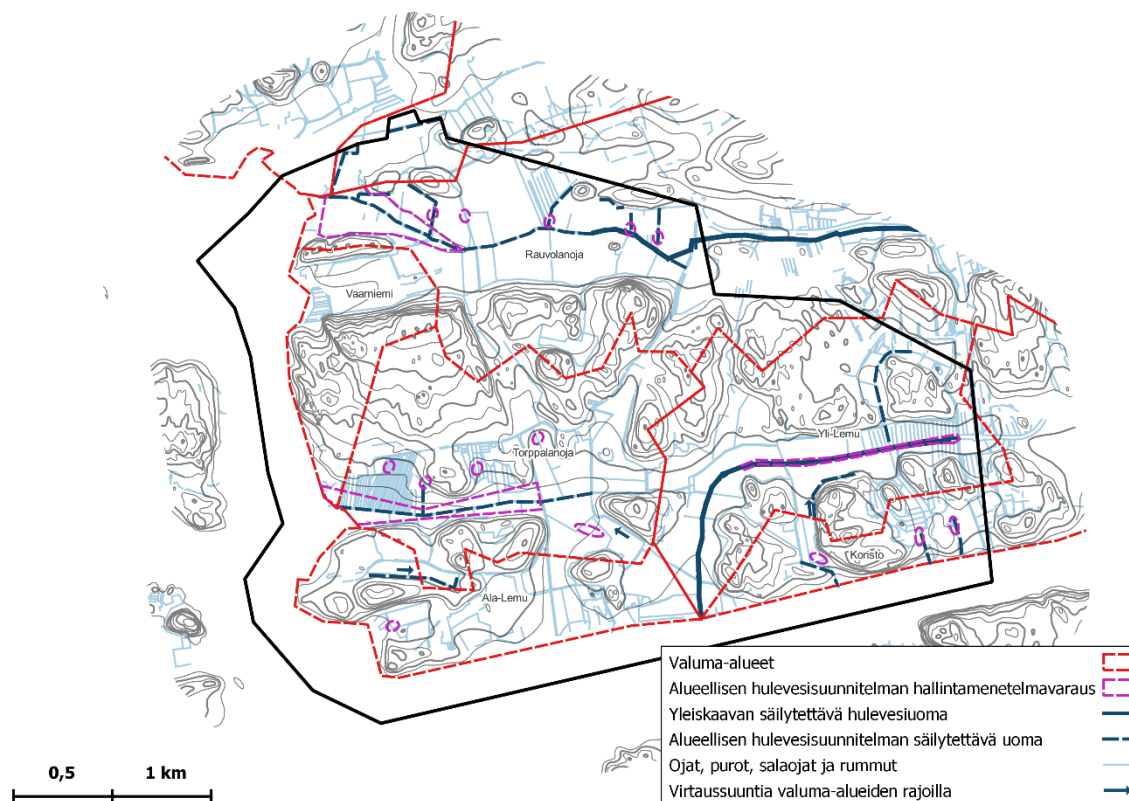 Rauvolanoja
Vaarniemi
Yli-Lemu
Torppalanoja
Koristo
Ala-Lemu
Valuma-alueet
Alueellisen hulevesisuunnitelman hallintamenetelmavaraus
Yleiskaavan säilytettävä hulevesiuoma
Alueellisen hulevesisuunnitelman säilytettävä uoma
Ojat, purot, salaojat ja rummut
Virtaussuuntia valuma-alueiden rajoilla
0,5 1 km